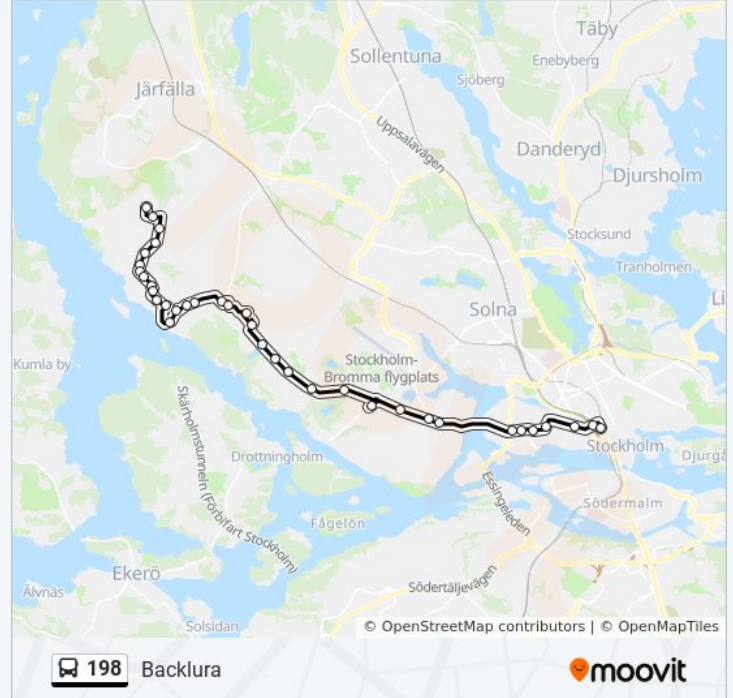 Täby
Sollentuna
Enebyberg
Sjöberg
Järfälla
Uppsalavägen
Danderyd
Djursholm
Stocksund
Tranholmen
Li
Solna
Kumla by
Stockholm-
Bromma flygplats
Skärholmstunneln (Förbifart Stockholm)
Stockholm
Djurgå
Drottningholm
Essingeleden
Södermalm
Fågelön
Ekerö
Södertäljevägen
Älvnäs
Solsidan
© OpenStreetMap contributors | © OpenMapTiles
198 Backlura
moovit